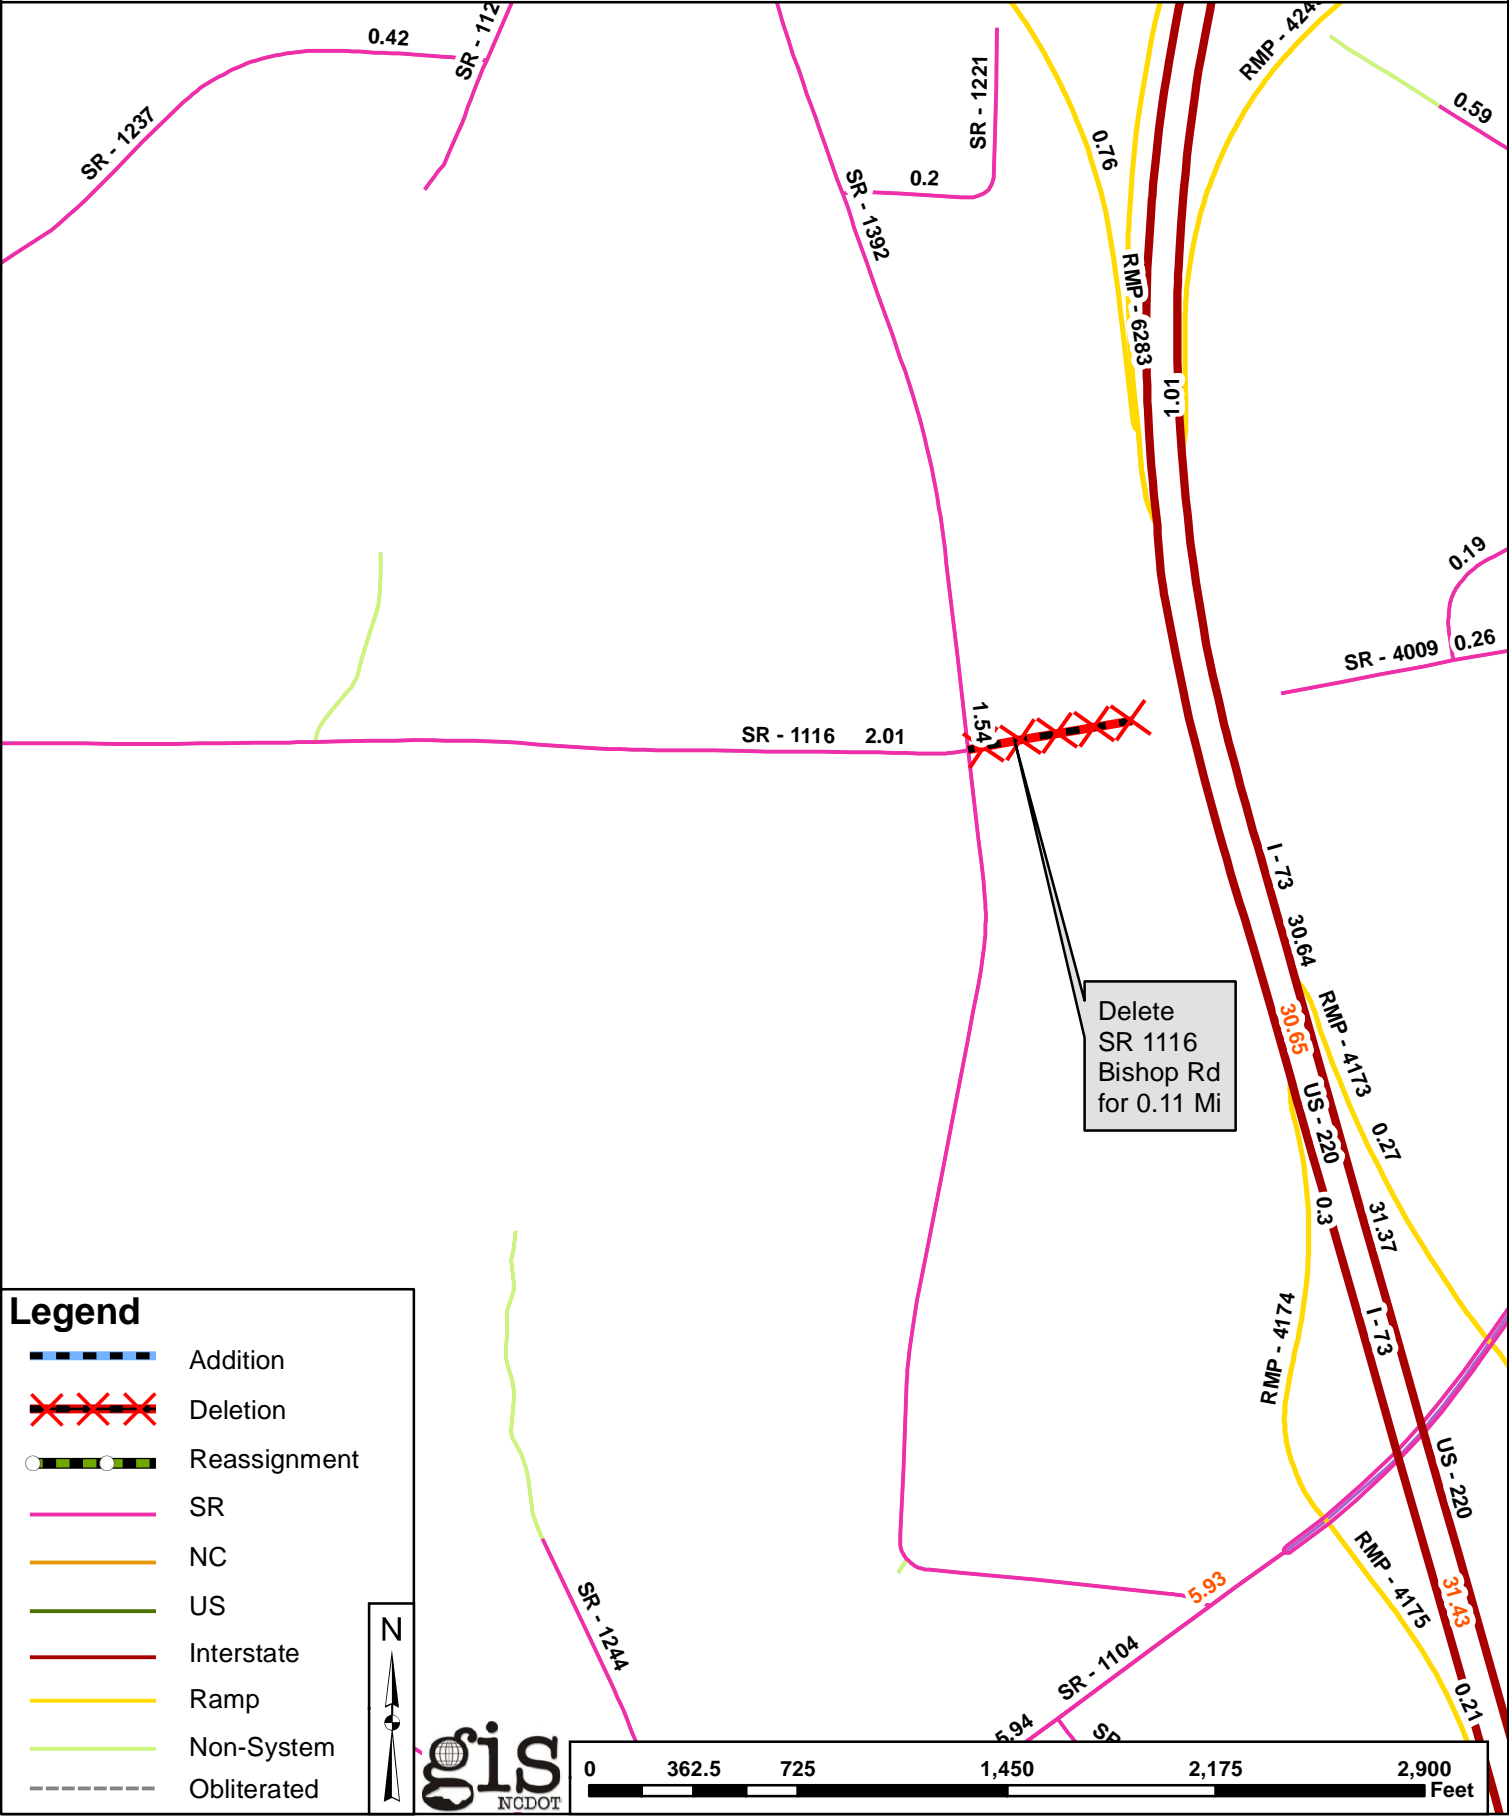 0.42
SR - 112
SR - 1237
SR - 1221
0.2
SR - 1392
0.76
RMP - 424
0.59
RMP - 6283
1.01
0.19
SR - 4009
0.26
SR - 1116
2.01
1.54
I - 73
30.64
30.65
RMP - 4173
US - 220
0.27
0.3
31.37
Delete
SR 1116
Bishop Rd
for 0.11 Mi
RMP - 4174
I - 73
US - 220
RMP - 4175
31.43
0.21
5.93
SR - 1104
5.94
SR
SR - 1244
Legend
Addition
Deletion
Reassignment
SR
NC
US
Interstate
Ramp
Non-System
Obliterated
N
gis
NCDOT
0 362.5 725 1,450 2,175 2,900
Feet